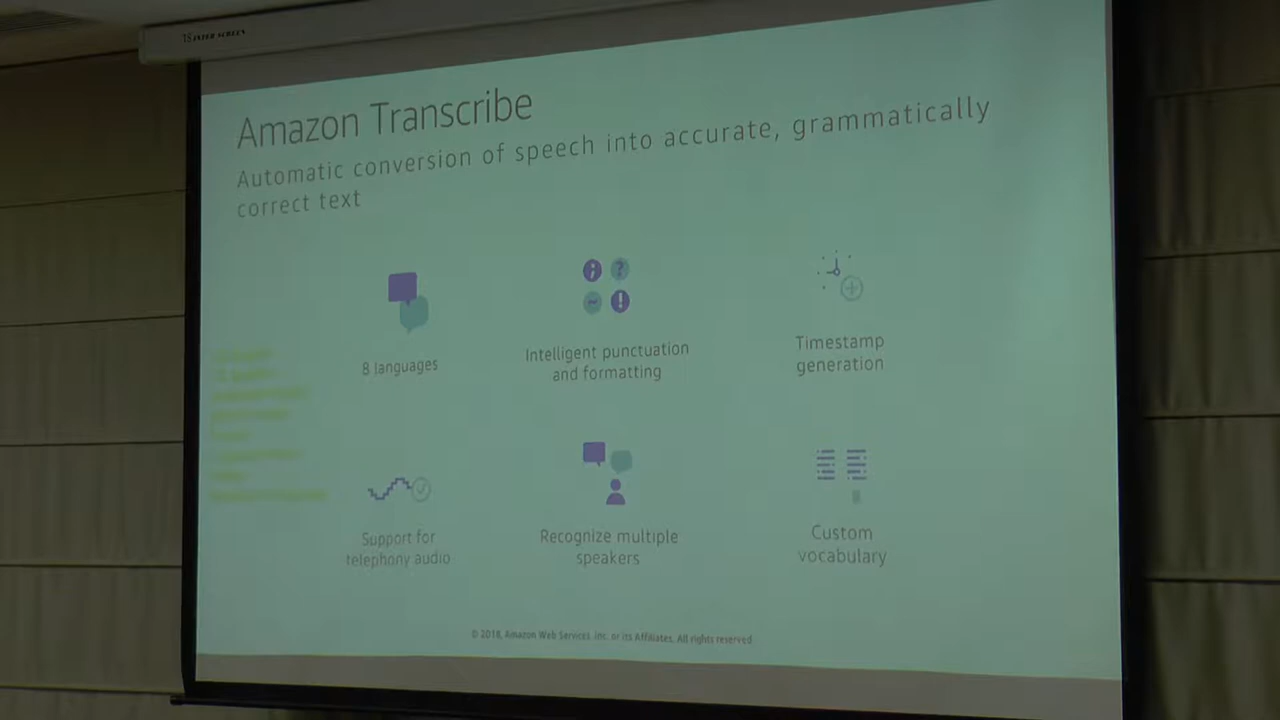 Amazon Transcribe
Automatic conversion of speech into accurate, grammatically
correct text
8 languages
Intelligent punctuation
and formatting
Timestamp
generation
Support for
telephony audio
Recognize multiple
speakers
Custom
vocabulary
© 2018, Amazon Web Services, Inc. or its Affiliates. All rights reserved.